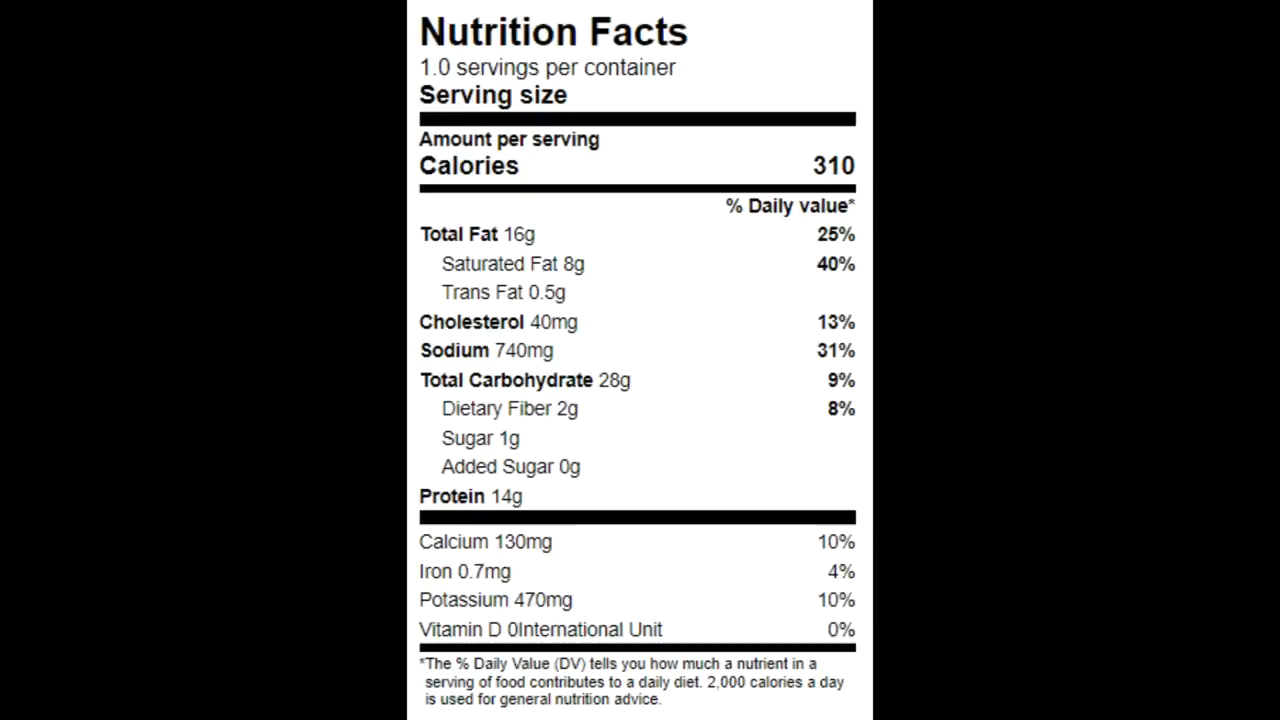 Nutrition Facts
1.0 servings per container
Serving size
Amount per serving
Calories 310
% Daily value*
Total Fat 16g 25%
Saturated Fat 8g 40%
Trans Fat 0.5g
Cholesterol 40mg 13%
Sodium 740mg 31%
Total Carbohydrate 28g 9%
Dietary Fiber 2g 8%
Sugar 1g
Added Sugar 0g
Protein 14g
Calcium 130mg 10%
Iron 0.7mg 4%
Potassium 470mg 10%
Vitamin D 0International Unit 0%
*The % Daily Value (DV) tells you how much a nutrient in a
serving of food contributes to a daily diet. 2,000 calories a day
is used for general nutrition advice.